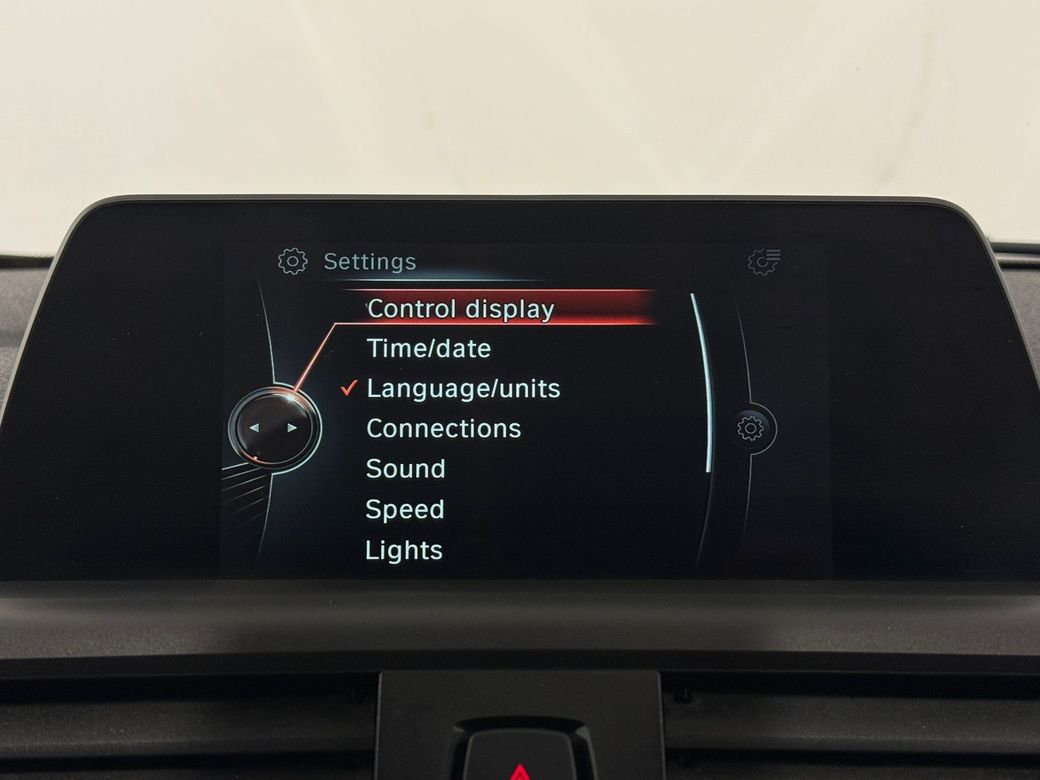 Settings
Control display
Time/date
Language/units
Connections
Sound
Speed
Lights